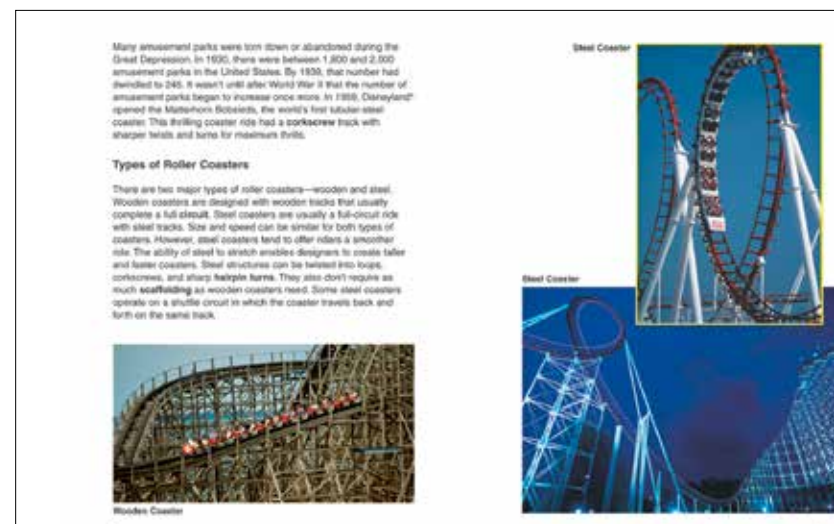 Many amusement parks were torn down or abandoned during the
Great Depression. In 1930, there were between 1,800 and 2,000
amusement parks in the United States. By 1939, that number had
dwindled to 245. It wasn't until after World War II that the number of
amusement parks began to increase once more. In 1959, Disneyland®
opened the Matterhorn Bobsleds, the world's first tubular-steel
coaster. This thrilling coaster ride had a corkscrew track with
sharper twists and turns for maximum thrills.
Types of Roller Coasters
There are two major types of roller coasters—wooden and steel.
Wooden coasters are designed with wooden tracks that usually
complete a full circuit. Steel coasters are usually a full-circuit ride
with steel tracks. Size and speed can be similar for both types of
coasters. However, steel coasters tend to offer riders a smoother
ride. The ability of steel to stretch enables designers to create taller
and faster coasters. Steel structures can be twisted into loops,
corkscrews, and sharp hairpin turns. They also don't require as
much scaffolding as wooden coasters need. Some steel coasters
operate on a shuttle circuit in which the coaster travels back and
forth on the same track.
Wooden Coaster
Steel Coaster
Steel Coaster